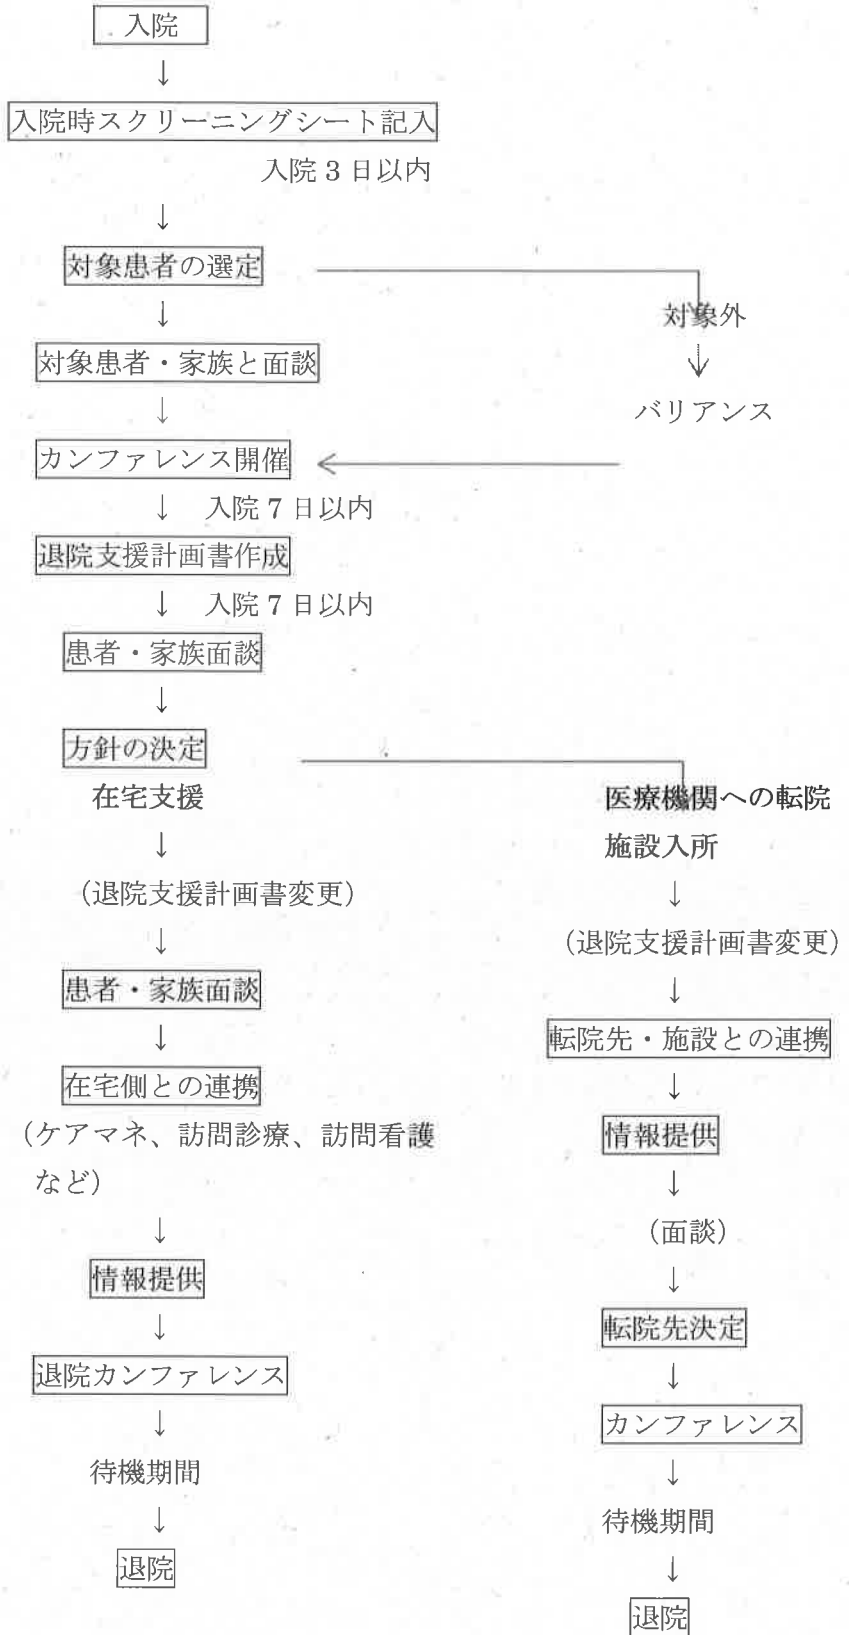 入院
↓
入院時スクリーニングシート記入
入院 3 日以内
↓
対象患者の選定
↓
対象外
対象患者・家族と面談
↓
↓
バリアンス
カンファレンス開催
↓ 入院 7 日以内
退院支援計画書作成
↓ 入院 7 日以内
患者・家族面談
↓
方針の決定
在宅支援
↓
（退院支援計画書変更）
↓
患者・家族面談
↓
在宅側との連携
（ケアマネ、訪問診療、訪問看護
など）
↓
情報提供
↓
退院カンファレンス
↓
待機期間
↓
退院
医療機関への転院
施設入所
↓
（退院支援計画書変更）
↓
転院先・施設との連携
↓
情報提供
↓
（面談）
↓
転院先決定
↓
カンファレンス
↓
待機期間
↓
退院